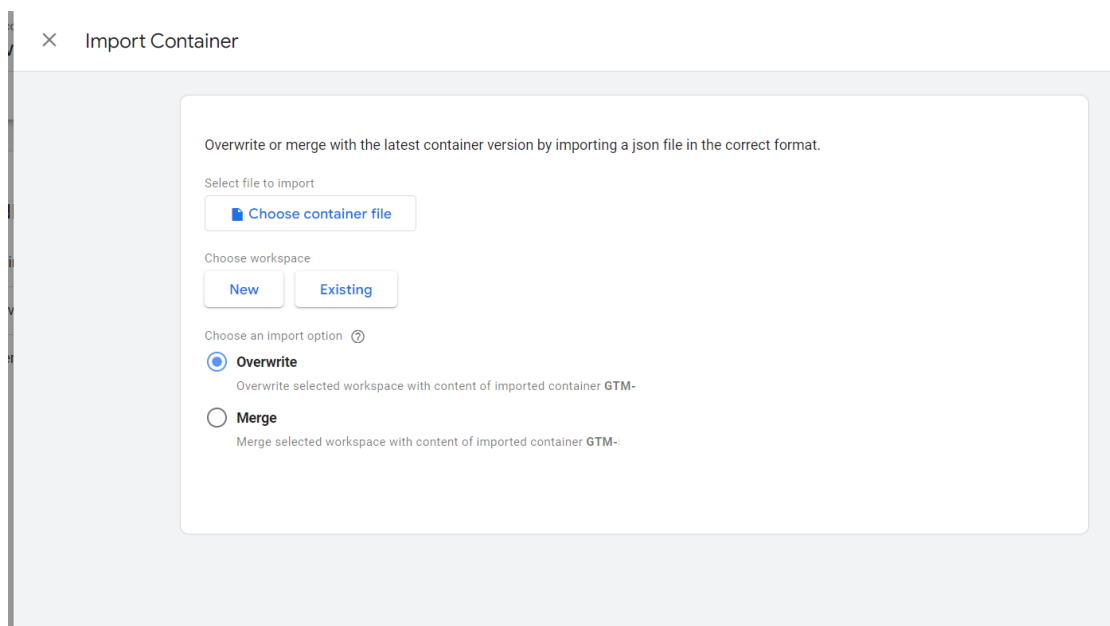 Import Container
Overwrite or merge with the latest container version by importing a json file in the correct format.
Select file to import
Choose container file
Choose workspace
New
Existing
Choose an import option
Overwrite
Overwrite selected workspace with content of imported container GTM-
Merge
Merge selected workspace with content of imported container GTM-